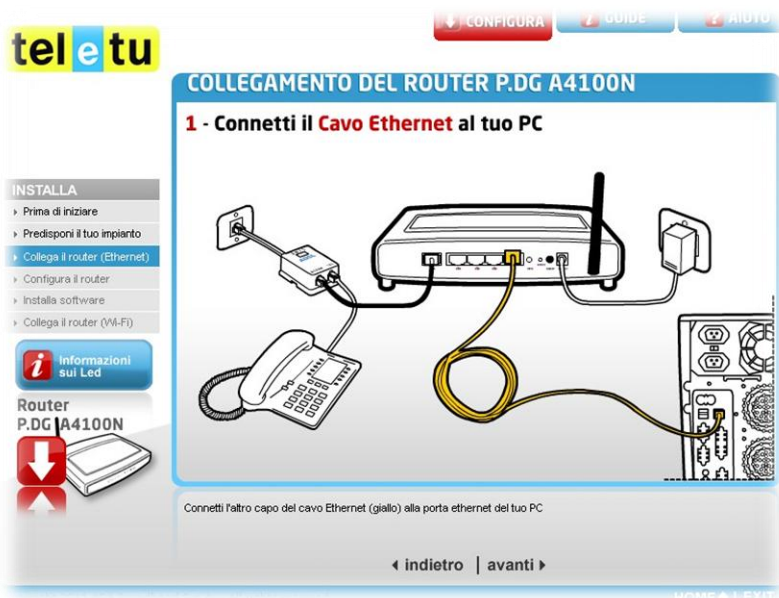 CONFIGURA
GUIDE
AIUTO
tel e tu
COLLEGAMENTO DEL ROUTER P.DG A4100N
1 - Connetti il Cavo Ethernet al tuo PC
INSTALLA
Prima di iniziare
Predisponi il tuo impianto
Collega il router (Ethernet)
Configura il router
Installa software
Collega il router (Wi-Fi)
Informazioni
sui Led
Router
P.DG A4100N
Connetti l'altro capo del cavo Ethernet (giallo) alla porta ethernet del tuo PC
indietro | avanti
HOME | EXIT